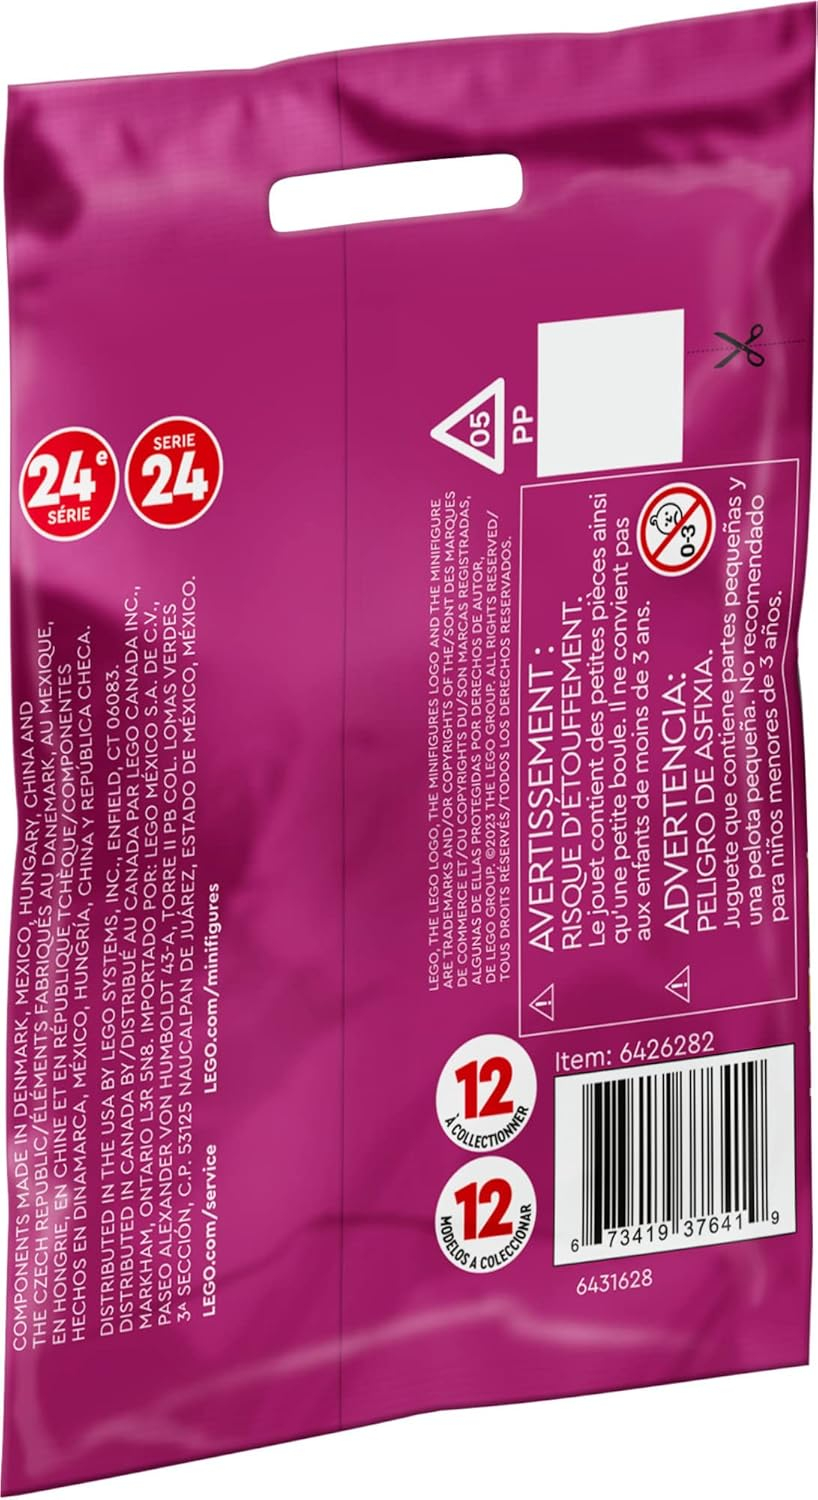 24e
SÉRIE
SERIE
24
COMPONENTS MADE IN DENMARK, MEXICO, HUNGARY, CHINA AND
THE CZECH REPUBLIC/ÉLÉMENTS FABRIQUÉS AU DANEMARK, AU MEXIQUE,
EN HONGRIE, EN CHINE ET EN RÉPUBLIQUE TCHÈQUE/COMPONENTES
HECHOS EN DINAMARCA, MÉXICO, HUNGRÍA, CHINA Y REPÚBLICA CHECA.
DISTRIBUTED IN THE USA BY LEGO SYSTEMS, INC., ENFIELD, CT 06083.
DISTRIBUTED IN CANADA BY/DISTRIBUÉ AU CANADA PAR LEGO CANADA INC.,
MARKHAM, ONTARIO L3R 5N8. IMPORTADO POR: LEGO MÉXICO S.A. DE C.V.,
PASEO ALEXANDER VON HUMBOLDT 43-A, TORRE II PB COL. LOMAS VERDES
3ª SECCIÓN, C.P. 53125 NAUCALPAN DE JUÁREZ, ESTADO DE MÉXICO, MÉXICO.
LEGO.com/service LEGO.com/minifigures
05
PP
LEGO, THE LEGO LOGO, THE MINIFIGURES LOGO AND THE MINIFIGURE
ARE TRADEMARKS AND/OR COPYRIGHTS OF THE/SONT DES MARQUES
DE COMMERCE ET/OU COPYRIGHTS DU/SON MARCAS REGISTRADAS,
ALGUNAS DE ELLAS PROTEGIDAS POR DERECHOS DE AUTOR,
DE LEGO GROUP. ©2023 THE LEGO GROUP. ALL RIGHTS RESERVED/
TOUS DROITS RÉSERVÉS/TODOS LOS DERECHOS RESERVADOS.
AVERTISSEMENT :
RISQUE D'ÉTOUFFEMENT.
Le jouet contient des petites pièces ainsi
qu'une petite boule. Il ne convient pas
aux enfants de moins de 3 ans.
0-3
ADVERTENCIA:
PELIGRO DE ASFIXIA.
Juguete que contiene partes pequeñas y
una pelota pequeña. No recomendado
para niños menores de 3 años.
12
À COLLECTIONNER
12
MODELOS A COLECCIONAR
Item: 6426282
6 73419 37641 9
6431628